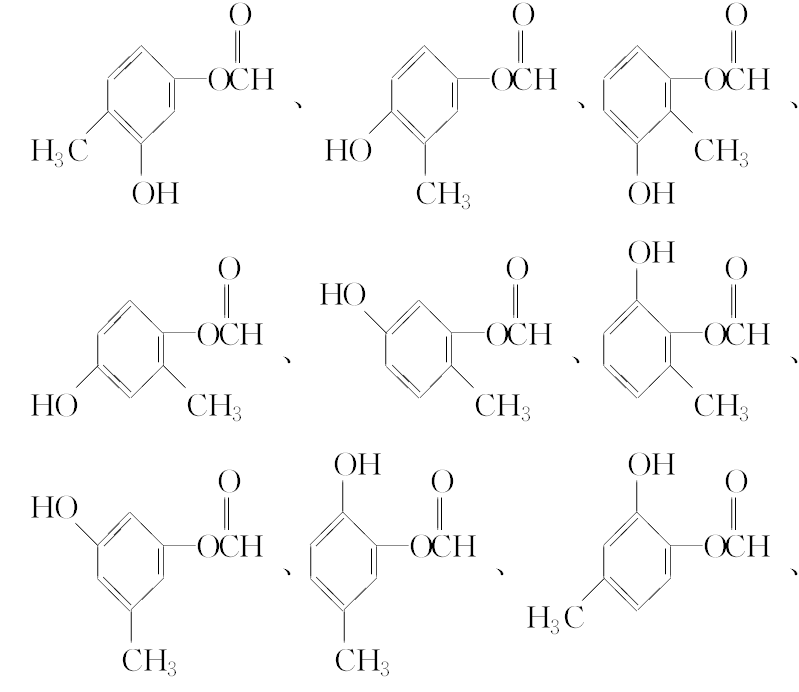 O O O
OCH 、 OCH 、 OCH 、
H₃C HO CH₃
OH CH₃ OH
OH
O HO O O
OCH 、 OCH 、 OCH 、
HO CH₃ CH₃ CH₃
OH OH
HO O O O
OCH 、 OCH 、 OCH 、
H₃C
CH₃ CH₃